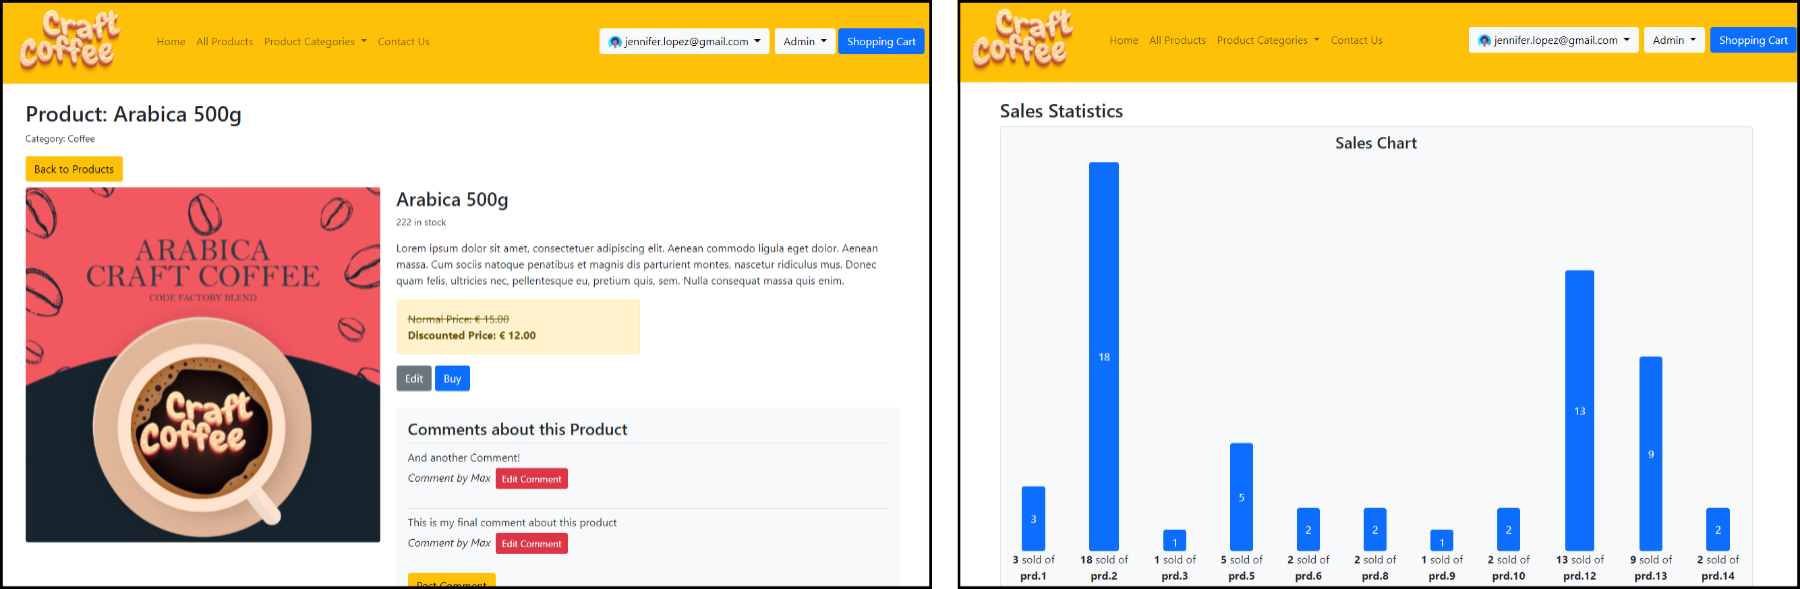 Craft
Coffee
Home All Products Product Categories Contact Us
jennifer.lopez@gmail.com Admin Shopping Cart
Product: Arabica 500g
Category: Coffee
Back to Products
ARABICA
CRAFT COFFEE
CODE FACTORY BLEND
Craft
Coffee
Arabica 500g
222 in stock
Lorem ipsum dolor sit amet, consectetuer adipiscing elit. Aenean commodo ligula eget dolor. Aenean
massa. Cum sociis natoque penatibus et magnis dis parturient montes, nascetur ridiculus mus. Donec
quam felis, ultricies nec, pellentesque eu, pretium quis, sem. Nulla consequat massa quis enim.
Normal Price: € 15.00
Discounted Price: € 12.00
Edit Buy
Comments about this Product
And another Comment!
Comment by Max Edit Comment
This is my final comment about this product
Comment by Max Edit Comment
Post Comment
Craft
Coffee
Home All Products Product Categories Contact Us
jennifer.lopez@gmail.com Admin Shopping Cart
Sales Statistics
Sales Chart
3 18 1 5 2 2 1 2 13 9 2
3 sold of 18 sold of 1 sold of 5 sold of 2 sold of 2 sold of 1 sold of 2 sold of 13 sold of 9 sold of 2 sold of
prd.1 prd.2 prd.3 prd.5 prd.6 prd.8 prd.9 prd.10 prd.12 prd.13 prd.14